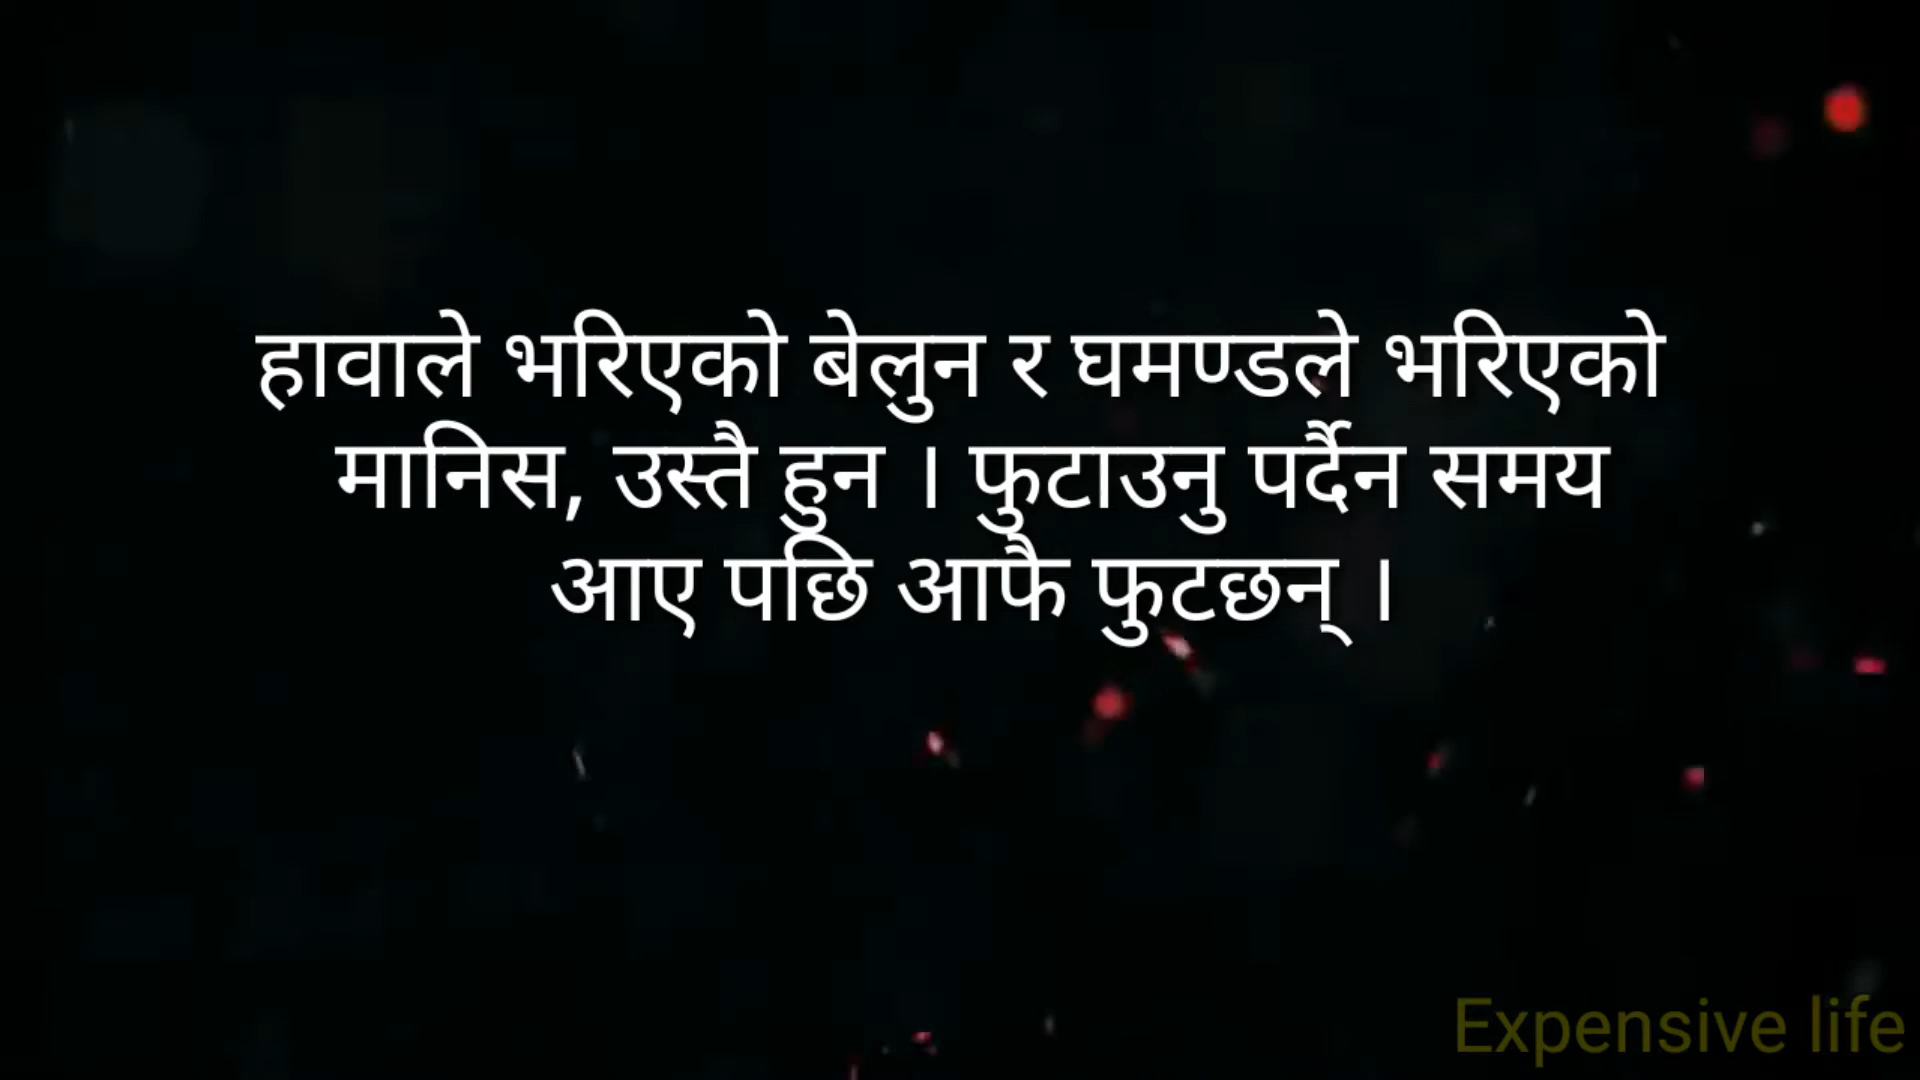 हावाले भरिएको बेलुन र घमण्डले भरिएको
मानिस, उस्तै हुन । फुटाउनु पर्दैन समय
आए पछि आफै फुटछन् ।
Expensive life